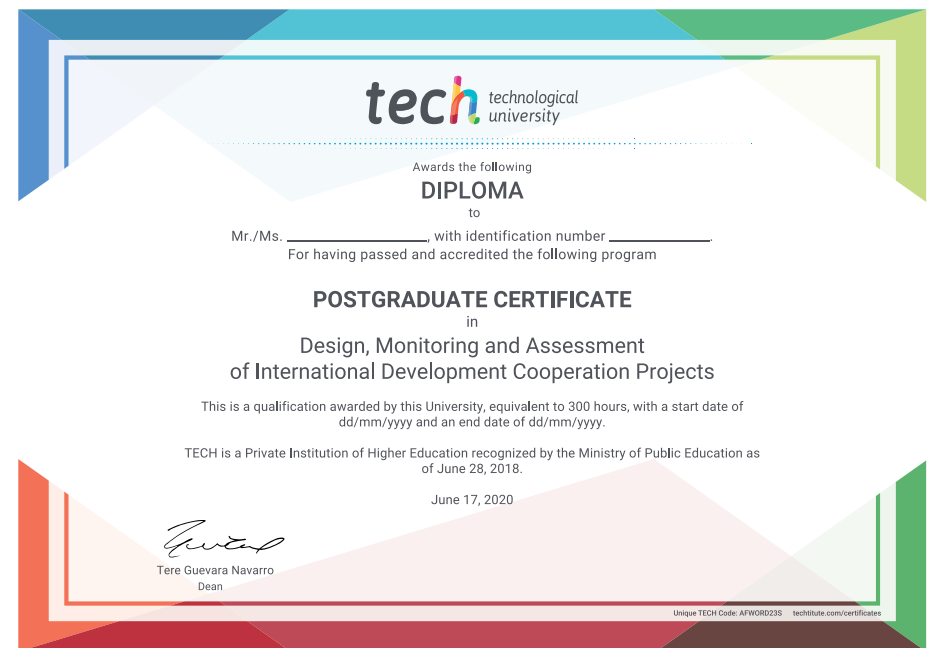 tech technological
university
Awards the following
DIPLOMA
to
Mr./Ms. ____________________, with identification number ______________.
For having passed and accredited the following program
POSTGRADUATE CERTIFICATE
in
Design, Monitoring and Assessment
of International Development Cooperation Projects
This is a qualification awarded by this University, equivalent to 300 hours, with a start date of
dd/mm/yyyy and an end date of dd/mm/yyyy.
TECH is a Private Institution of Higher Education recognized by the Ministry of Public Education as
of June 28, 2018.
June 17, 2020
Tere Guevara Navarro
Dean
Unique TECH Code: AFWORD23S techtitute.com/certificates